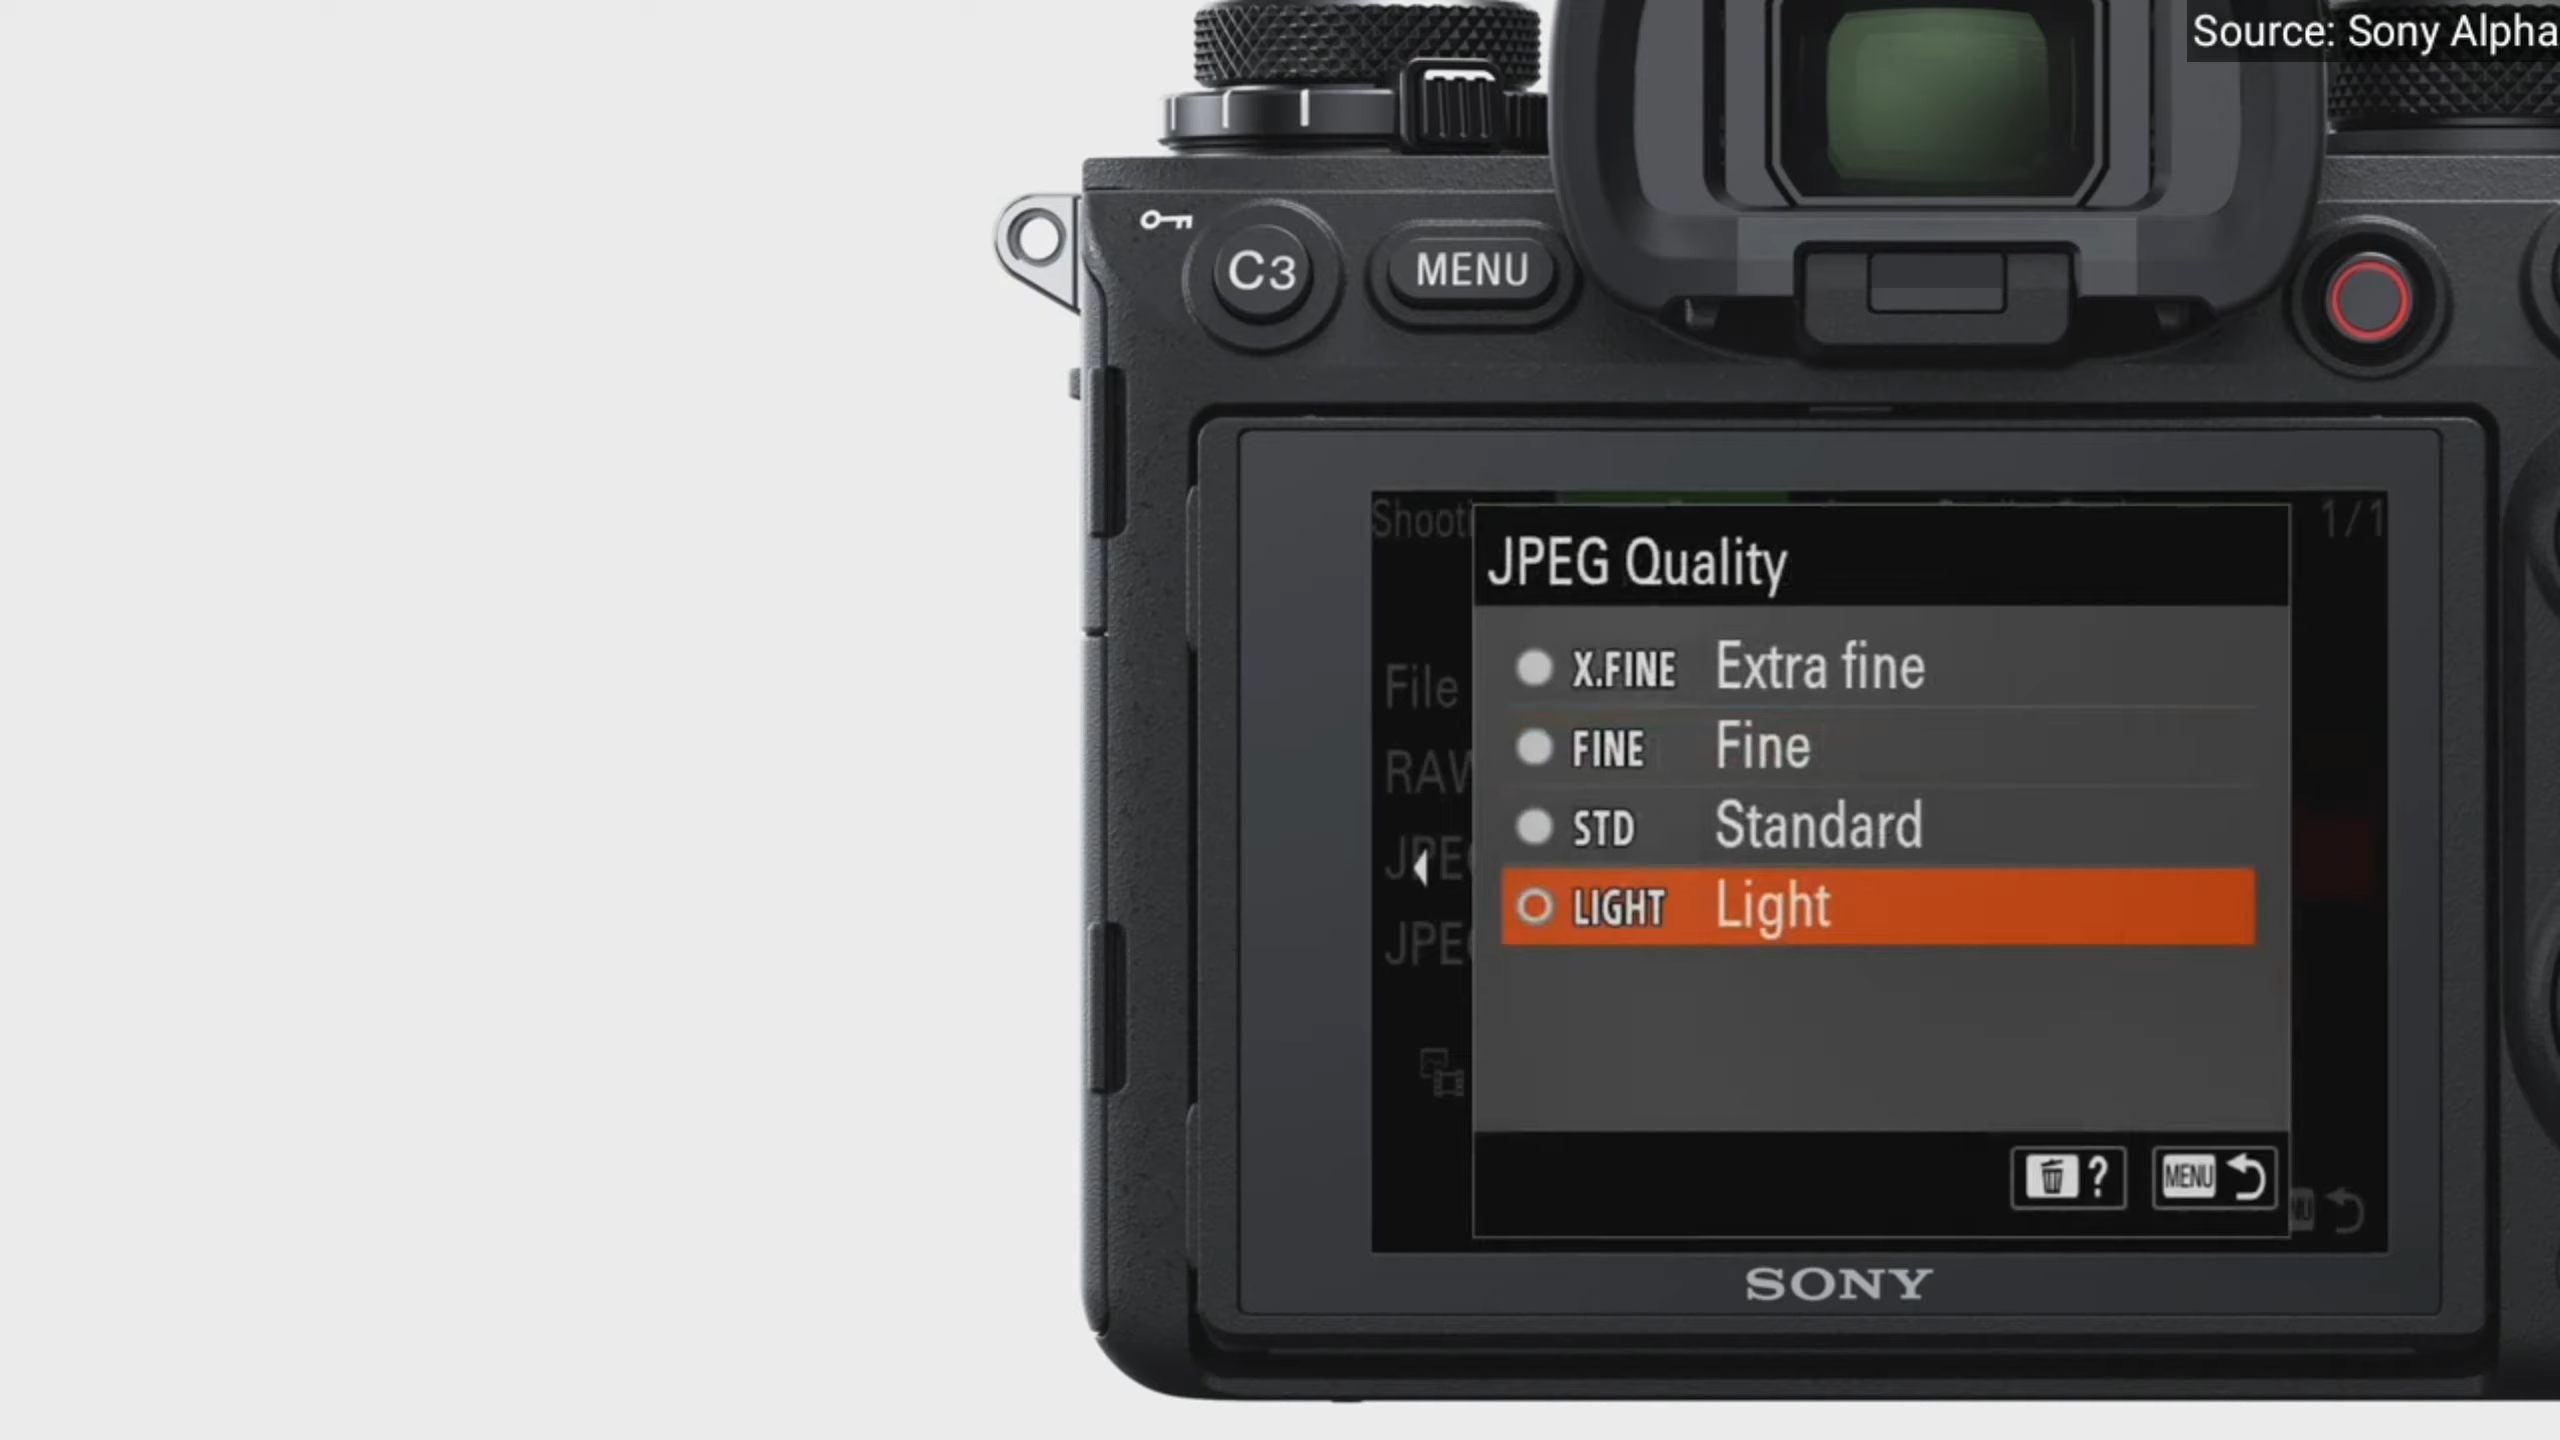 Source: Sony Alpha
C3
MENU
1/1
JPEG Quality
X.FINE Extra fine
FINE Fine
STD Standard
LIGHT Light
File
?
MENU
SONY